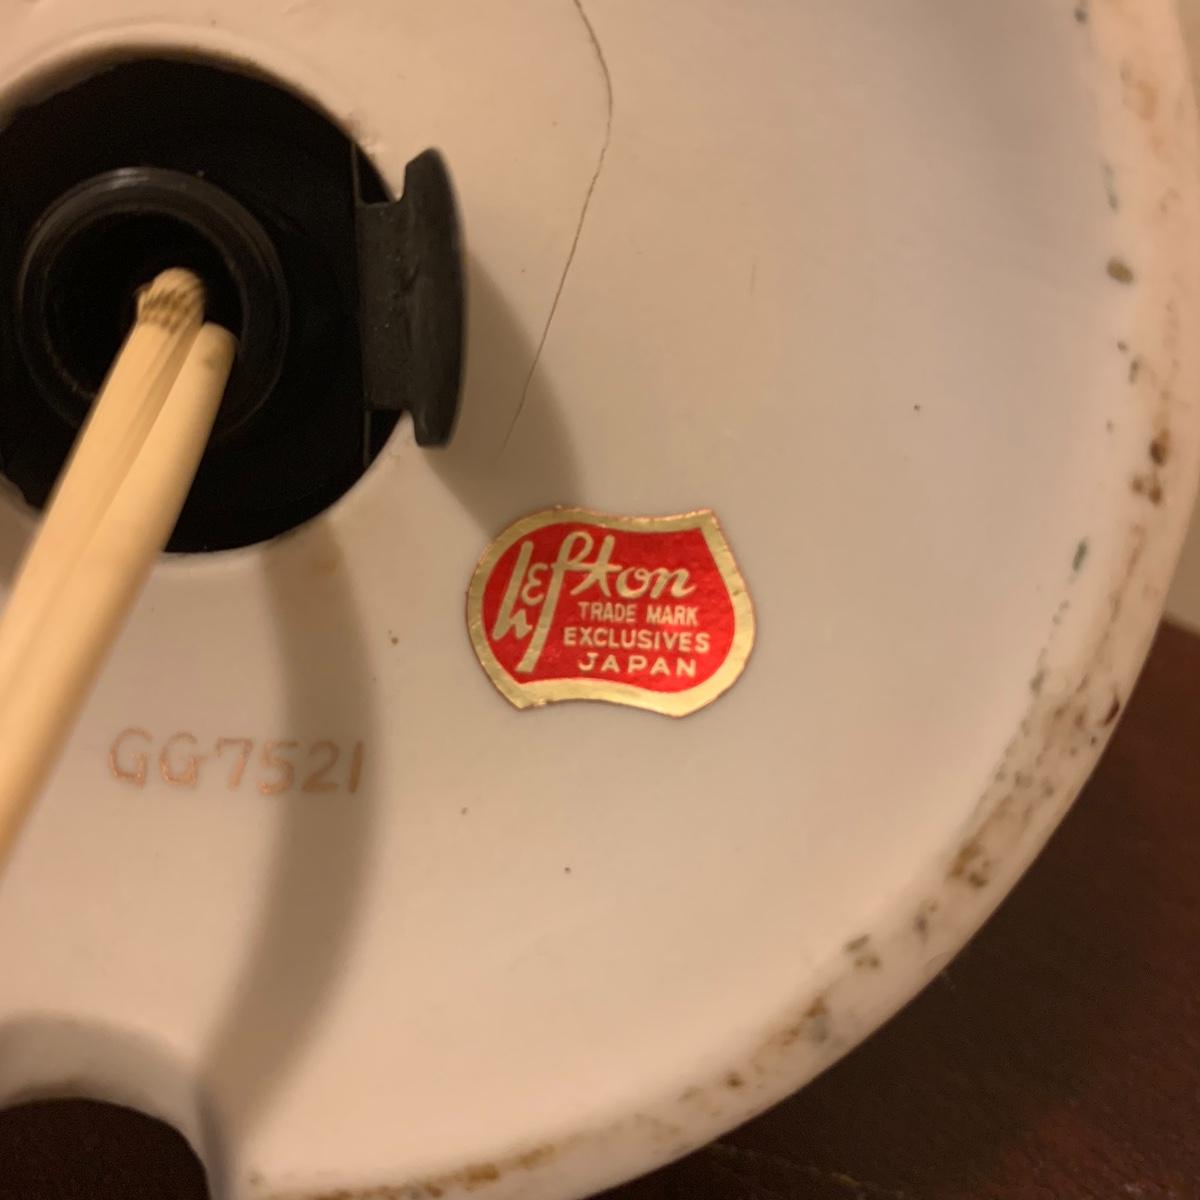 Lefton
TRADE MARK
EXCLUSIVES
JAPAN
GG7521